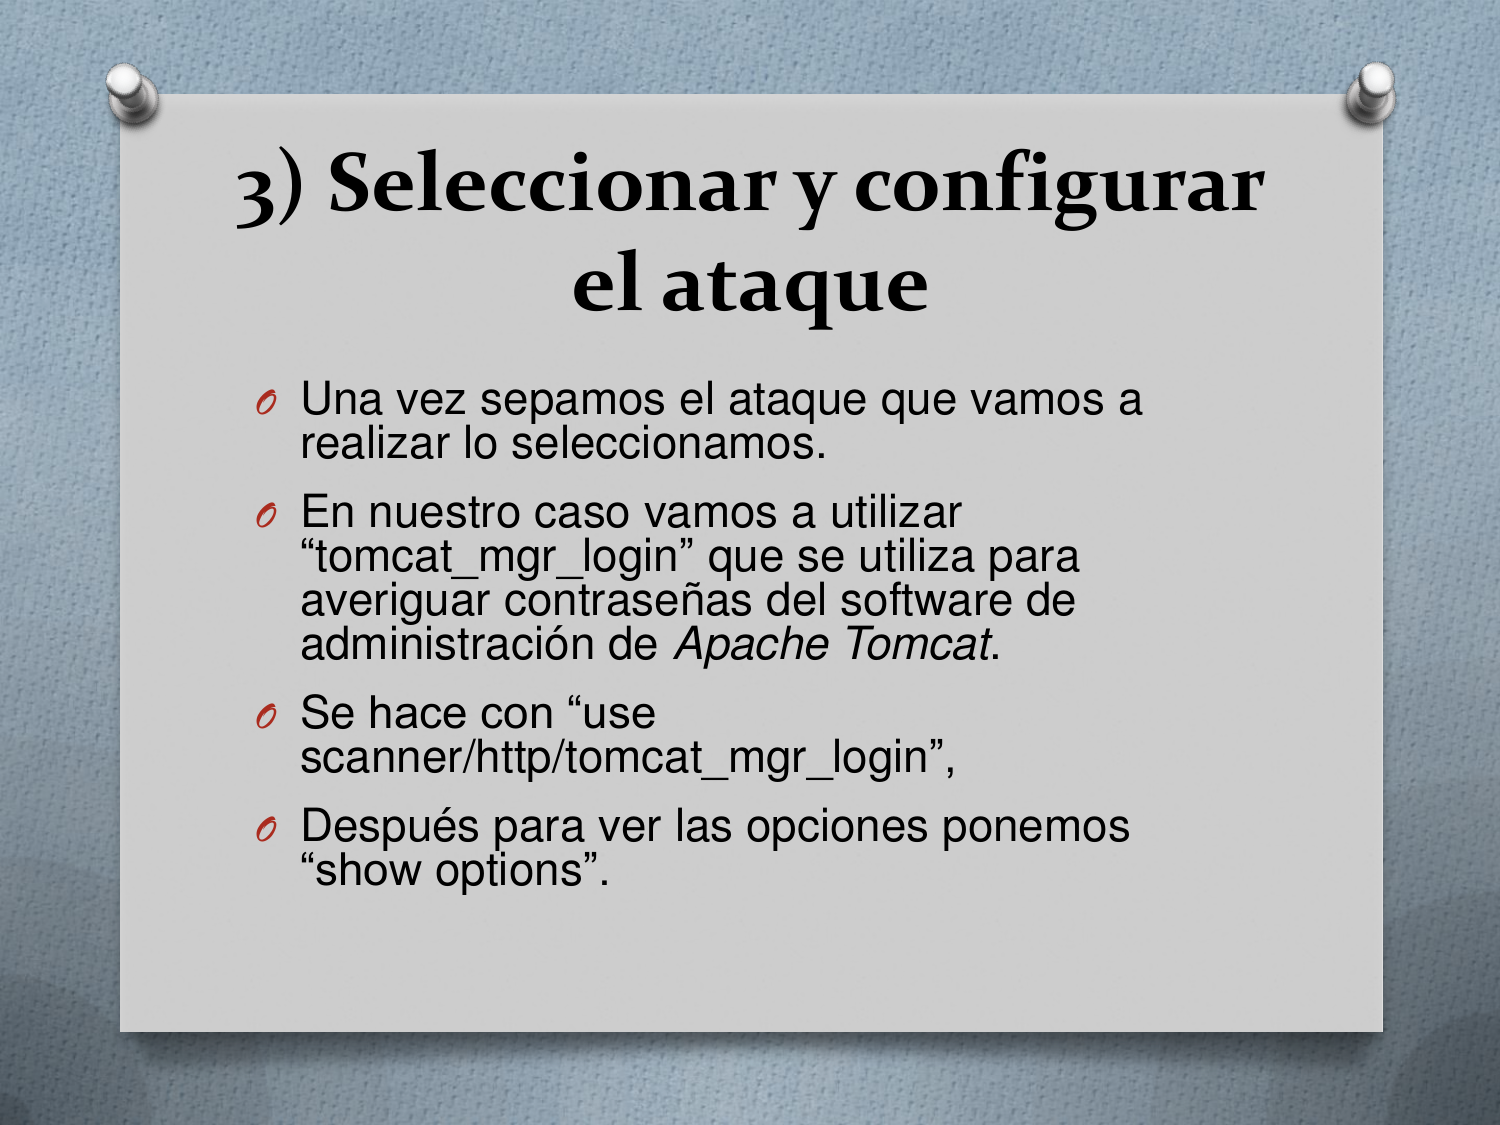 3) Seleccionar y configurar
el ataque
Una vez sepamos el ataque que vamos a
realizar lo seleccionamos.
En nuestro caso vamos a utilizar
“tomcat_mgr_login” que se utiliza para
averiguar contraseñas del software de
administración de Apache Tomcat.
Se hace con “use
scanner/http/tomcat_mgr_login”,
Después para ver las opciones ponemos
“show options”.